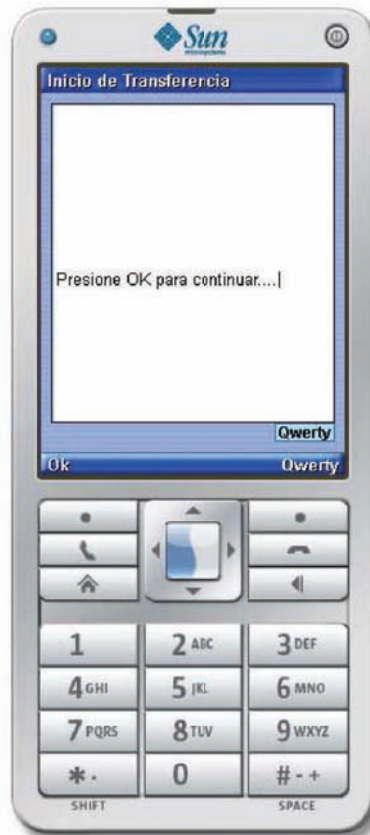 Sun
microsystems
Inicio de Transferencia
Presione OK para continuar....|
Qwerty
Ok Qwerty
1 2 ABC 3 DEF
4 GHI 5 JKL 6 MNO
7 PQRS 8 TUV 9 WXYZ
* . 0 # - +
SHIFT SPACE